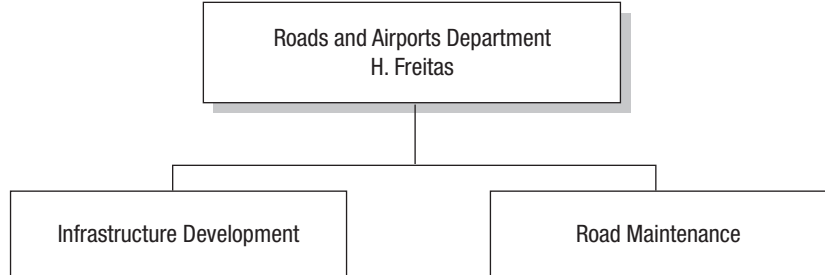 Roads and Airports Department
H. Freitas
Infrastructure Development
Road Maintenance